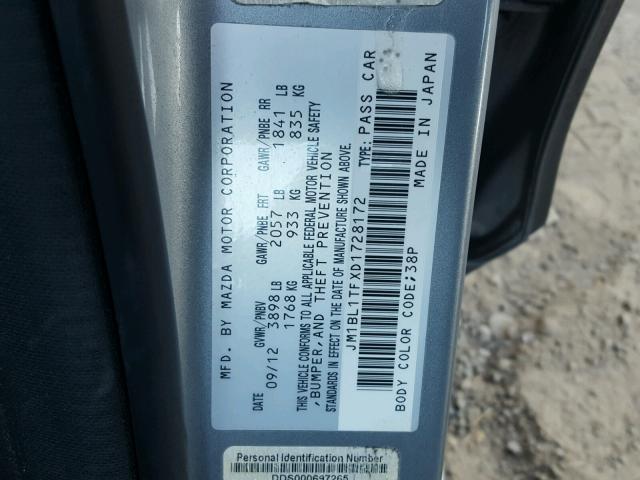 MFD. BY MAZDA MOTOR CORPORATION
DATE GVWR/PNBV GAWR/PNBE FRT GAWR/PNBE RR
09/12 3898 LB 2057 LB 1841 LB
1768 KG 933 KG 835 KG
THIS VEHICLE CONFORMS TO ALL APPLICABLE FEDERAL MOTOR VEHICLE SAFETY
,BUMPER,AND THEFT PREVENTION
STANDARDS IN EFFECT ON THE DATE OF MANUFACTURE SHOWN ABOVE.
JM1BL1TFXD1728172 TYPE: PASS CAR
BODY COLOR CODE;38P MADE IN JAPAN
Personal Identification Number
DDS000697265